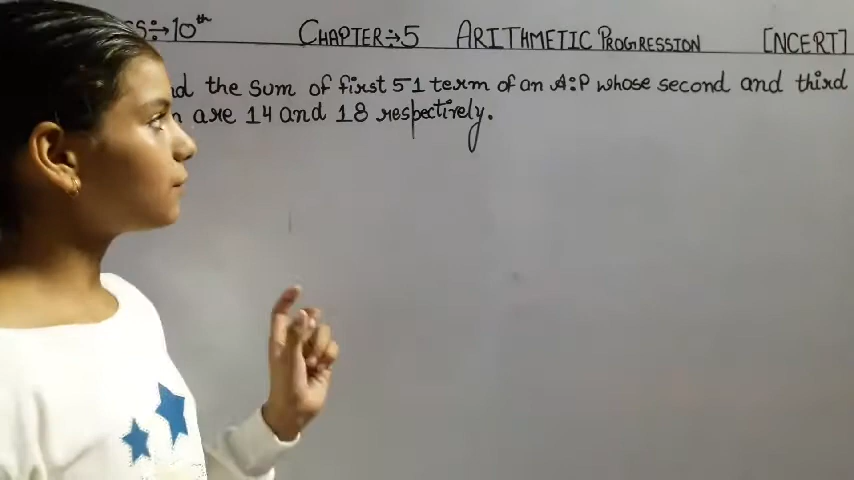 10th CHAPTER÷5 ARITHMETIC PROGRESSION [NCERT]
the sum of first 51 term of an A:P whose second and third
are 14 and 18 respectively.